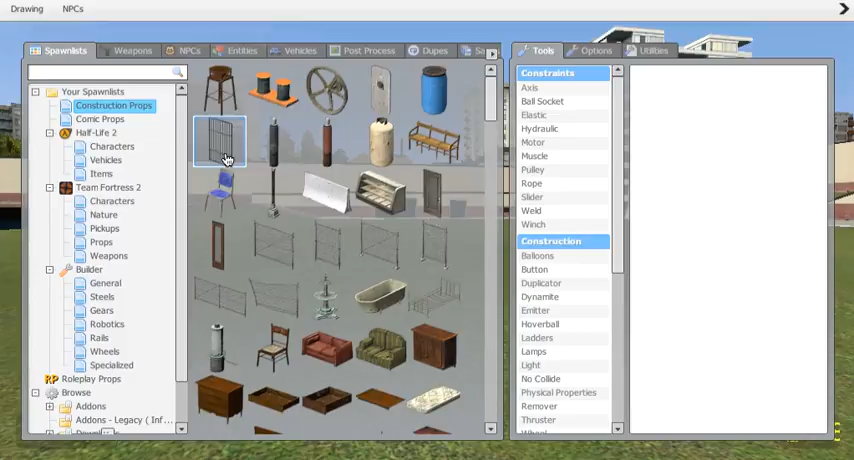 Drawing NPCs
Spawnlists Weapons NPCs Entities Vehicles Post Process Dupes Sa
Your Spawnlists
Construction Props
Comic Props
Half-Life 2
Characters
Vehicles
Items
Team Fortress 2
Characters
Nature
Pickups
Props
Weapons
Builder
General
Steels
Gears
Robotics
Rails
Wheels
Specialized
RP Roleplay Props
Browse
Addons
Addons - Legacy ( Inf...
Tools Options Utilities
Constraints
Axis
Ball Socket
Elastic
Hydraulic
Motor
Muscle
Pulley
Rope
Slider
Weld
Winch
Construction
Balloons
Button
Duplicator
Dynamite
Emitter
Hoverball
Ladders
Lamps
Light
No Collide
Physical Properties
Remover
Thruster
Wheel